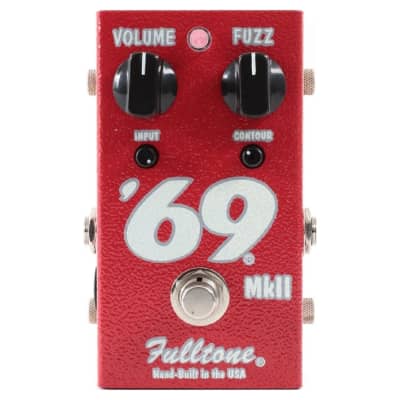 VOLUME FUZZ
INPUT CONTOUR
'69®
MkII
Fulltone®
Hand-Built in the USA